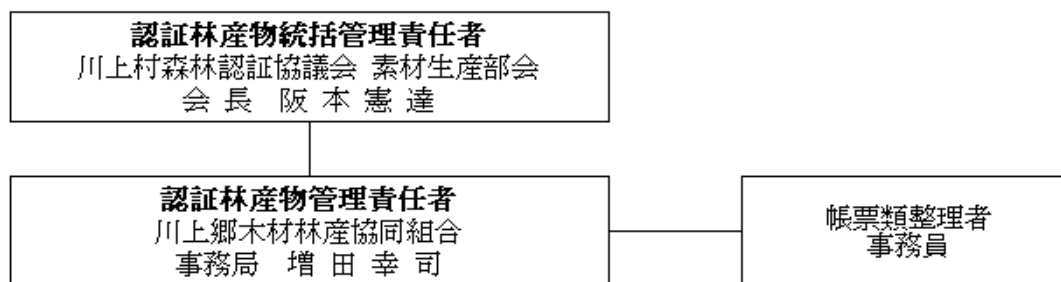 認証林産物統括管理責任者
川上村森林認証協議会 素材生産部会
会 長 阪 本 憲 達
認証林産物管理責任者
川上郷木材林産協同組合
事務局 増 田 幸 司
帳票類整理者
事務員